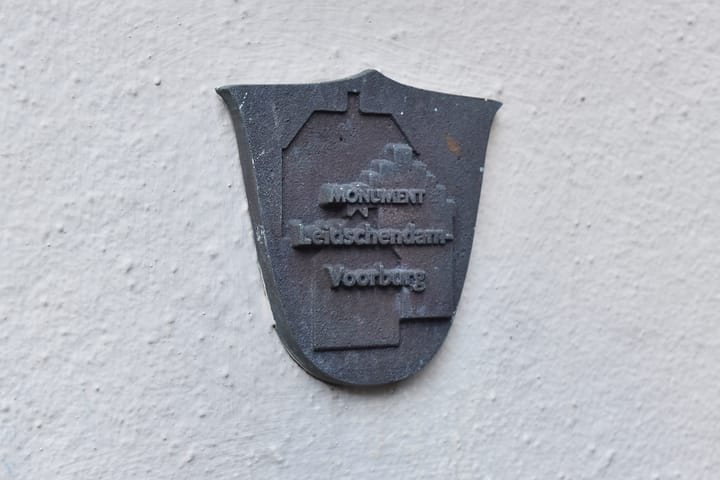 MONUMENT
Leidschendam-
Voorburg